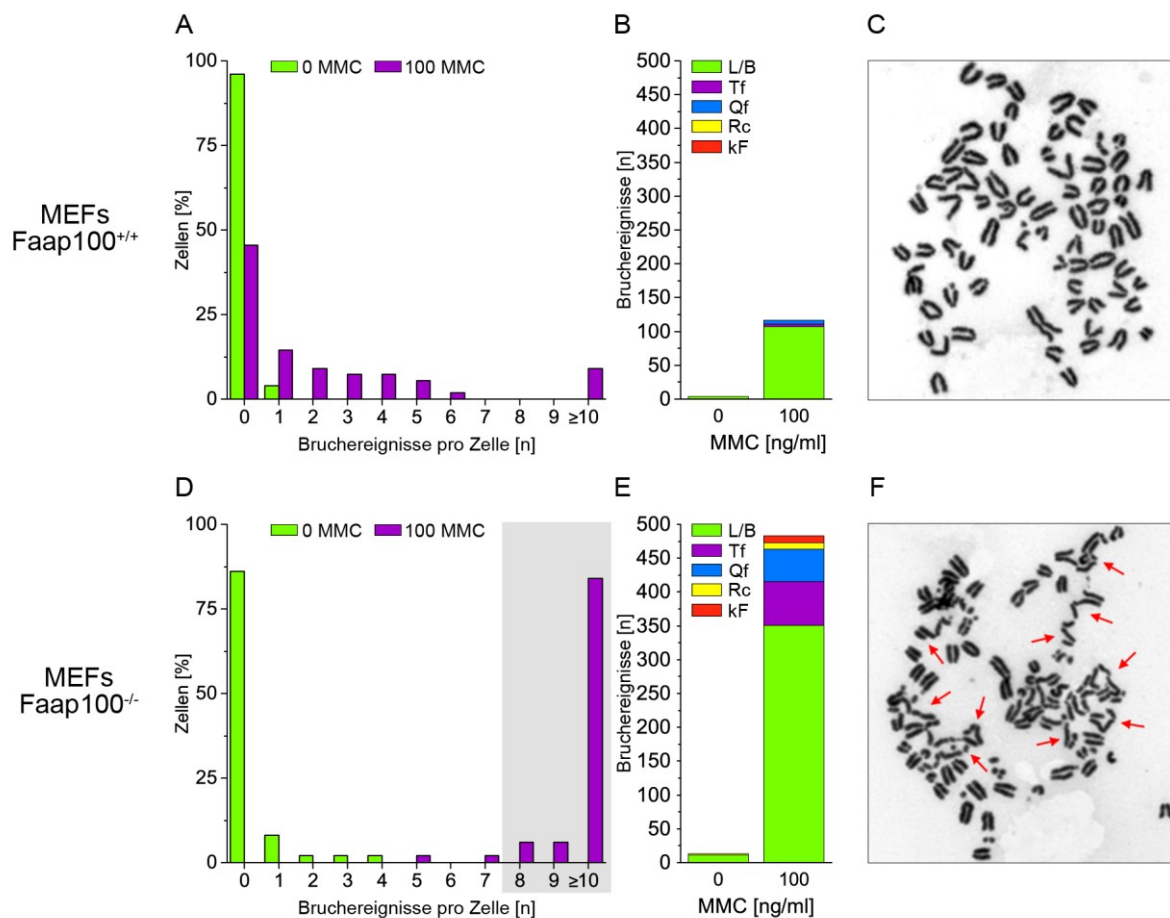 A
0 MMC
100 MMC
100
75
50
25
0
Zellen [%]
0 1 2 3 4 5 6 7 8 9 ≥10
Bruchereignisse pro Zelle [n]
B
500
450
400
350
300
250
200
150
100
50
0
Bruchereignisse [n]
L/B
Tf
Qf
Rc
kF
0 100
MMC [ng/ml]
C
MEFs
Faap100+/+
D
0 MMC
100 MMC
100
75
50
25
0
Zellen [%]
0 1 2 3 4 5 6 7 8 9 ≥10
Bruchereignisse pro Zelle [n]
E
500
450
400
350
300
250
200
150
100
50
0
Bruchereignisse [n]
L/B
Tf
Qf
Rc
kF
0 100
MMC [ng/ml]
F
MEFs
Faap100-/-